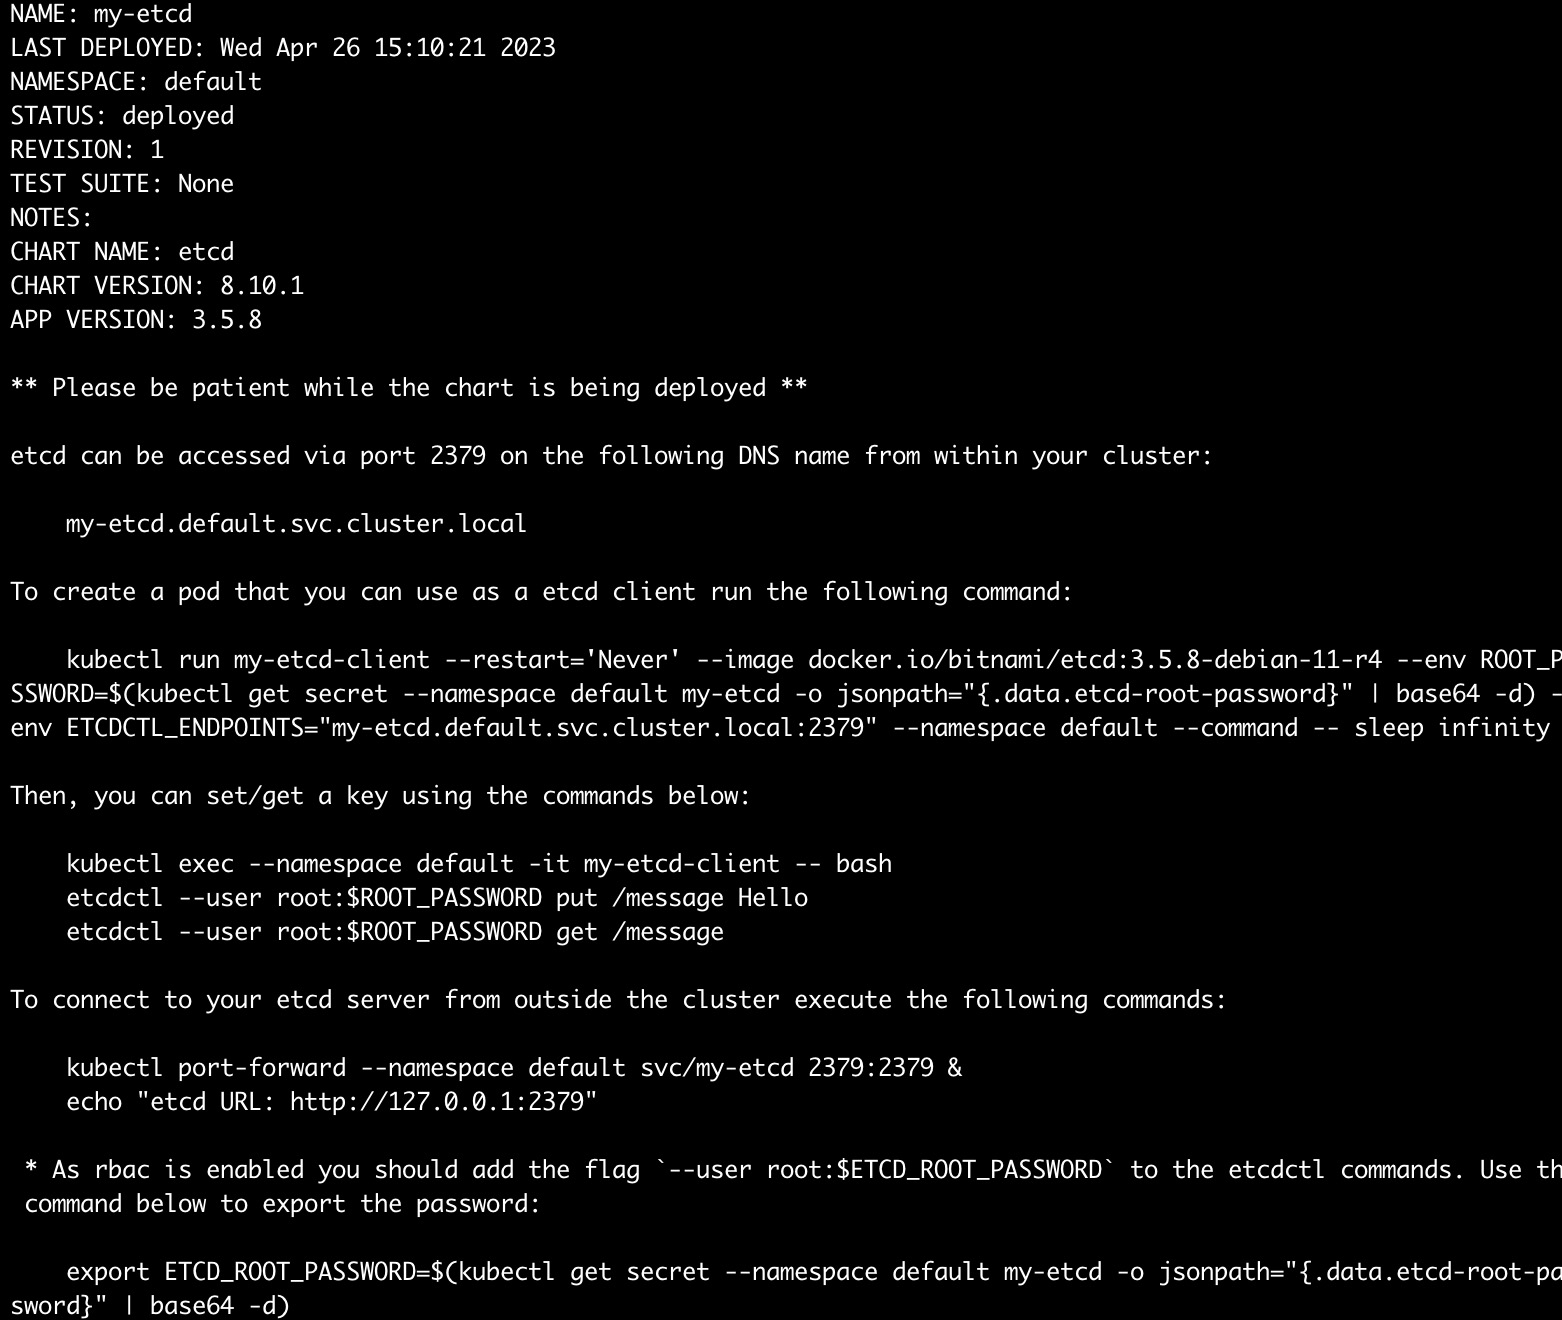 NAME: my-etcd
LAST DEPLOYED: Wed Apr 26 15:10:21 2023
NAMESPACE: default
STATUS: deployed
REVISION: 1
TEST SUITE: None
NOTES:
CHART NAME: etcd
CHART VERSION: 8.10.1
APP VERSION: 3.5.8
** Please be patient while the chart is being deployed **
etcd can be accessed via port 2379 on the following DNS name from within your cluster:
my-etcd.default.svc.cluster.local
To create a pod that you can use as a etcd client run the following command:
kubectl run my-etcd-client --restart='Never' --image docker.io/bitnami/etcd:3.5.8-debian-11-r4 --env ROOT_P
SSWORD=$(kubectl get secret --namespace default my-etcd -o jsonpath="{.data.etcd-root-password}" | base64 -d) -
env ETCDCTL_ENDPOINTS="my-etcd.default.svc.cluster.local:2379" --namespace default --command -- sleep infinity
Then, you can set/get a key using the commands below:
kubectl exec --namespace default -it my-etcd-client -- bash
etcdctl --user root:$ROOT_PASSWORD put /message Hello
etcdctl --user root:$ROOT_PASSWORD get /message
To connect to your etcd server from outside the cluster execute the following commands:
kubectl port-forward --namespace default svc/my-etcd 2379:2379 &
echo "etcd URL: http://127.0.0.1:2379"
* As rbac is enabled you should add the flag `--user root:$ETCD_ROOT_PASSWORD` to the etcdctl commands. Use th
command below to export the password:
export ETCD_ROOT_PASSWORD=$(kubectl get secret --namespace default my-etcd -o jsonpath="{.data.etcd-root-pa
sword}" | base64 -d)